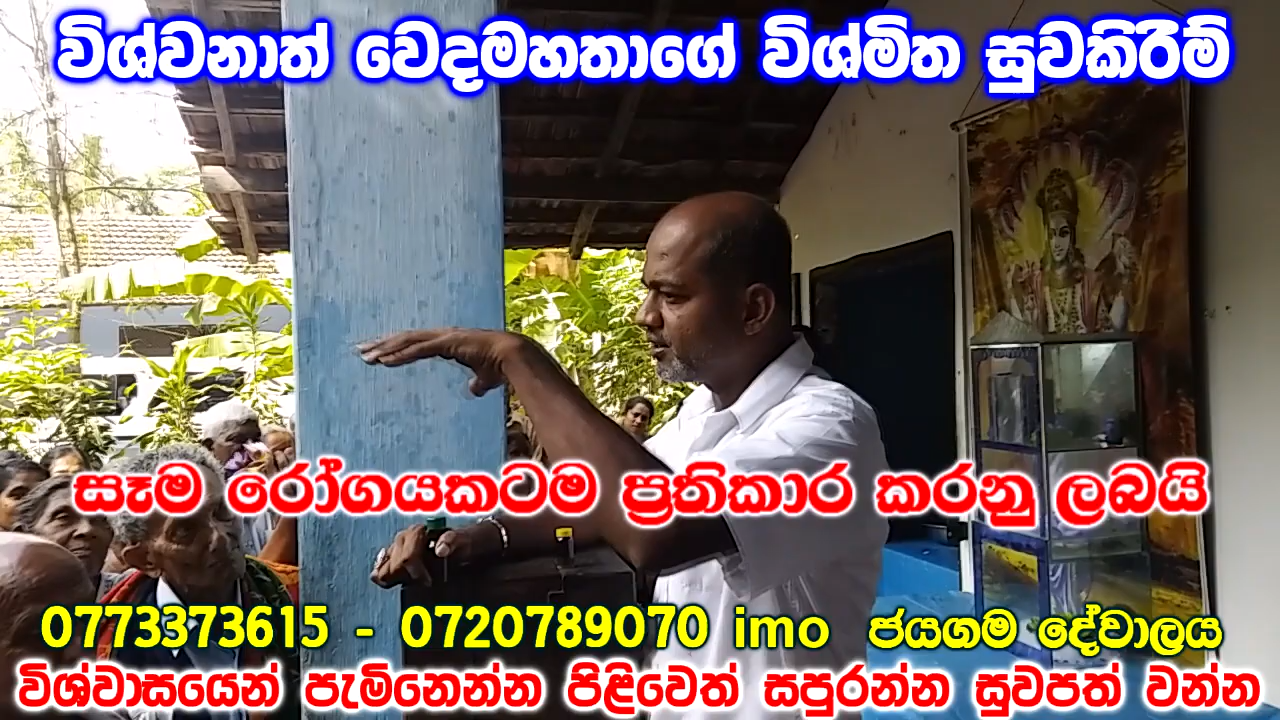 විශ්වනාත් වෙදමහතාගේ විශ්මිත සුවකිරීම්
සෑම රෝගයකටම ප්‍රතිකාර කරනු ලබයි
0773373615 - 0720789070 imo ජයගම දේවාලය
විශ්වාසයෙන් පැමිනෙන්න පිළිවෙත් සපුරන්න සුවපත් වන්න